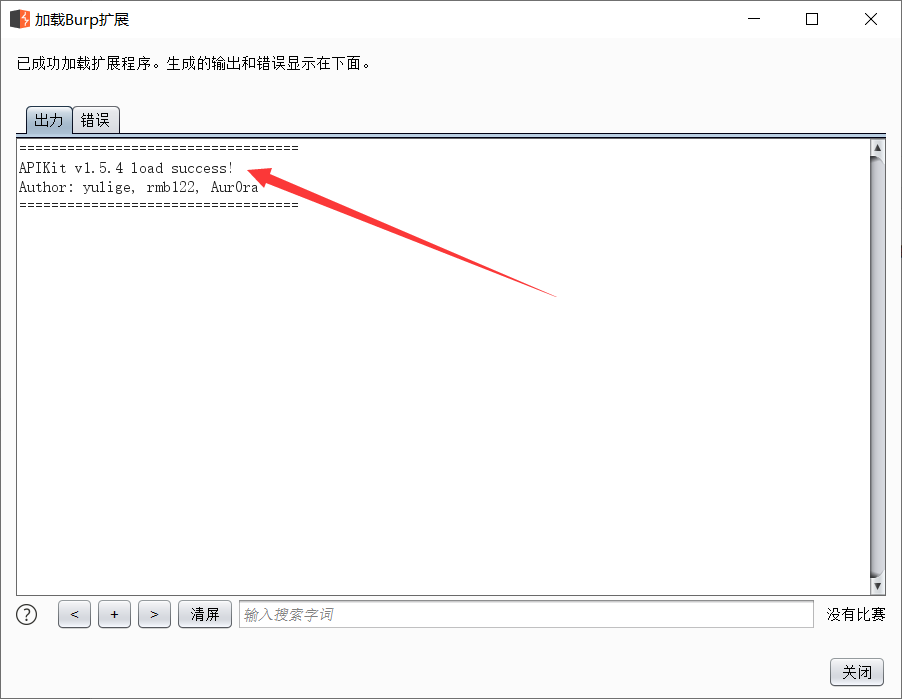 加载Burp扩展
已成功加载扩展程序。生成的输出和错误显示在下面。
出力 错误
===================================
APIKit v1.5.4 load success!
Author: yulige, rmb122, Aur0ra
===================================
? < + > 清屏 输入搜索字词 没有比赛
关闭